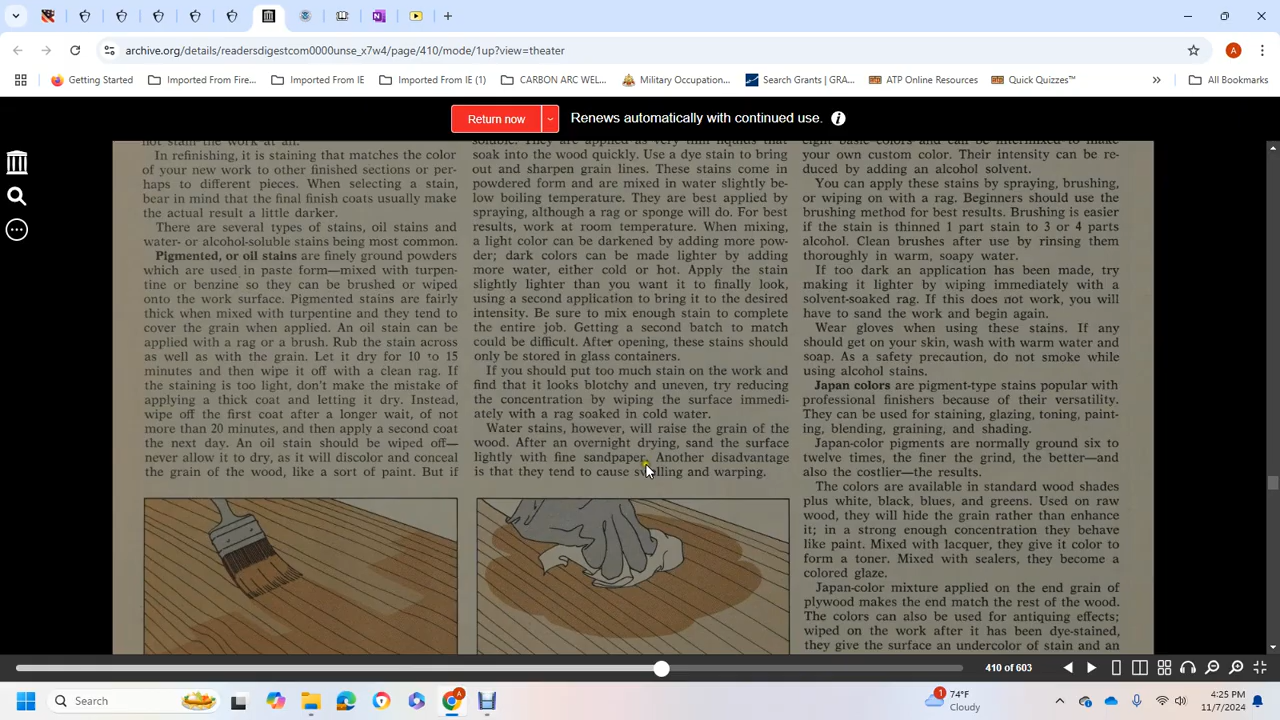 archive.org/details/readersdigestcom0000unse_x7w4/page/410/mode/1up?view=theater
A
Getting Started
Imported From Fire...
Imported From IE
Imported From IE (1)
CARBON ARC WEL...
Military Occupation...
Search Grants | GRA...
ATP Online Resources
Quick Quizzes™
All Bookmarks
Return now
Renews automatically with continued use.
not stain the work at all.
In refinishing, it is staining that matches the color
of your new work to other finished sections or per-
haps to different pieces. When selecting a stain,
bear in mind that the final finish coats usually make
the actual result a little darker.
There are several types of stains, oil stains and
water- or alcohol-soluble stains being most common.
Pigmented, or oil stains are finely ground powders
which are used in paste form—mixed with turpen-
tine or benzine so they can be brushed or wiped
onto the work surface. Pigmented stains are fairly
thick when mixed with turpentine and they tend to
cover the grain when applied. An oil stain can be
applied with a rag or a brush. Rub the stain across
as well as with the grain. Let it dry for 10 to 15
minutes and then wipe it off with a clean rag. If
the staining is too light, don't make the mistake of
applying a thick coat and letting it dry. Instead,
wipe off the first coat after a longer wait, of not
more than 20 minutes, and then apply a second coat
the next day. An oil stain should be wiped off—
never allow it to dry, as it will discolor and conceal
the grain of the wood, like a sort of paint. But if
soluble. They are applied as very thin liquids that
soak into the wood quickly. Use a dye stain to bring
out and sharpen grain lines. These stains come in
powdered form and are mixed in water slightly be-
low boiling temperature. They are best applied by
spraying, although a rag or sponge will do. For best
results, work at room temperature. When mixing,
a light color can be darkened by adding more pow-
der; dark colors can be made lighter by adding
more water, either cold or hot. Apply the stain
slightly lighter than you want it to finally look,
using a second application to bring it to the desired
intensity. Be sure to mix enough stain to complete
the entire job. Getting a second batch to match
could be difficult. After opening, these stains should
only be stored in glass containers.
If you should put too much stain on the work and
find that it looks blotchy and uneven, try reducing
the concentration by wiping the surface immedi-
ately with a rag soaked in cold water.
Water stains, however, will raise the grain of the
wood. After an overnight drying, sand the surface
lightly with fine sandpaper. Another disadvantage
is that they tend to cause swelling and warping.
eight basic colors and can be intermixed to make
your own custom color. Their intensity can be re-
duced by adding an alcohol solvent.
You can apply these stains by spraying, brushing,
or wiping on with a rag. Beginners should use the
brushing method for best results. Brushing is easier
if the stain is thinned 1 part stain to 3 or 4 parts
alcohol. Clean brushes after use by rinsing them
thoroughly in warm, soapy water.
If too dark an application has been made, try
making it lighter by wiping immediately with a
solvent-soaked rag. If this does not work, you will
have to sand the work and begin again.
Wear gloves when using these stains. If any
should get on your skin, wash with warm water and
soap. As a safety precaution, do not smoke while
using alcohol stains.
Japan colors are pigment-type stains popular with
professional finishers because of their versatility.
They can be used for staining, glazing, toning, paint-
ing, blending, graining, and shading.
Japan-color pigments are normally ground six to
twelve times, the finer the grind, the better—and
also the costlier—the results.
The colors are available in standard wood shades
plus white, black, blues, and greens. Used on raw
wood, they will hide the grain rather than enhance
it; in a strong enough concentration they behave
like paint. Mixed with lacquer, they give it color to
form a toner. Mixed with sealers, they become a
colored glaze.
Japan-color mixture applied on the end grain of
plywood makes the end match the rest of the wood.
The colors can also be used for antiquing effects;
wiped on the work after it has been dye-stained,
they give the surface an undercolor of stain and an
410 of 603
Search
1
74°F
Cloudy
4:25 PM
11/7/2024